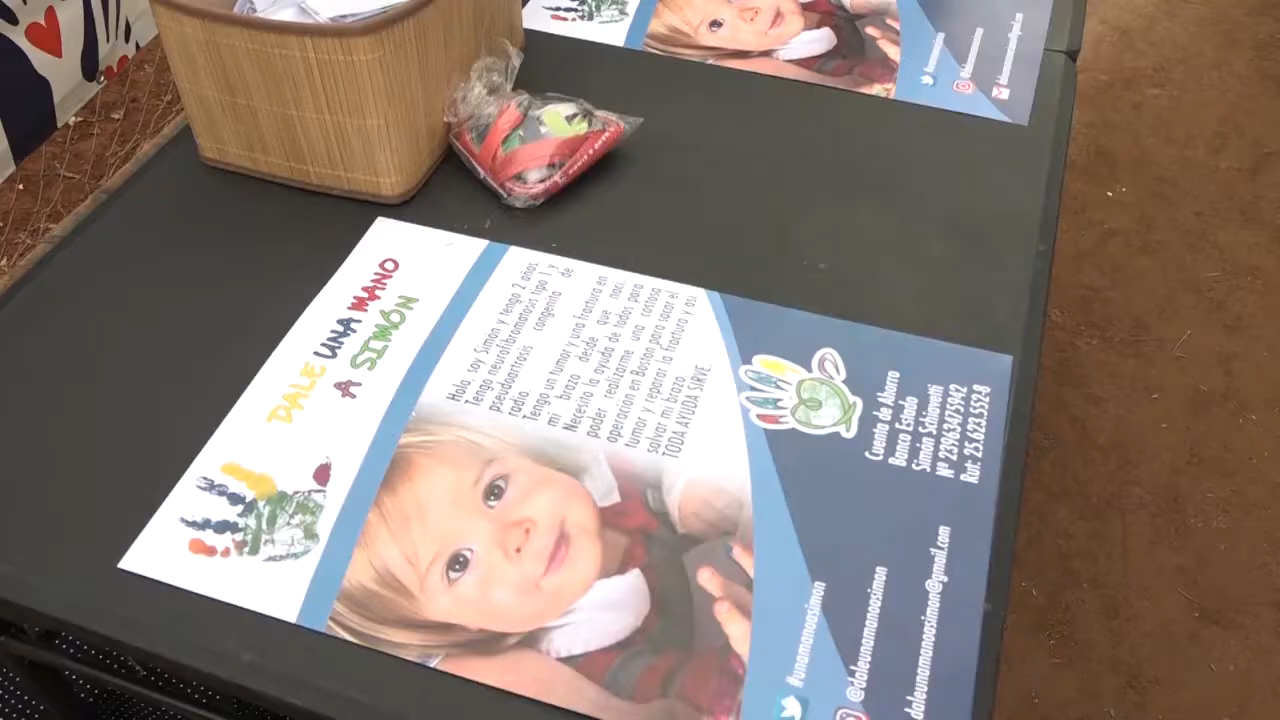 DALE UNA MANO
A SIMÓN
Hola, soy Simón y tengo 2 años.
Tengo neurofibromatosis tipo 1 y
pseudoartrosis congenita de
radio
Tengo un tumor y una fractura en
mi brazo desde que nací.
Necesito la ayuda de todos para
poder realizarme una costosa
operación en Boston para sacar el
tumor y reparar la fractura y así
salvar mi brazo.
TODA AYUDA SIRVE
Cuenta de Ahorro
Banco Estado
Simón Schiavetti
Nº 23963475942
Rut: 25.623.552-8
#unamanoasimon
@daleunamanoasimon
daleunamanoasimon@gmail.com